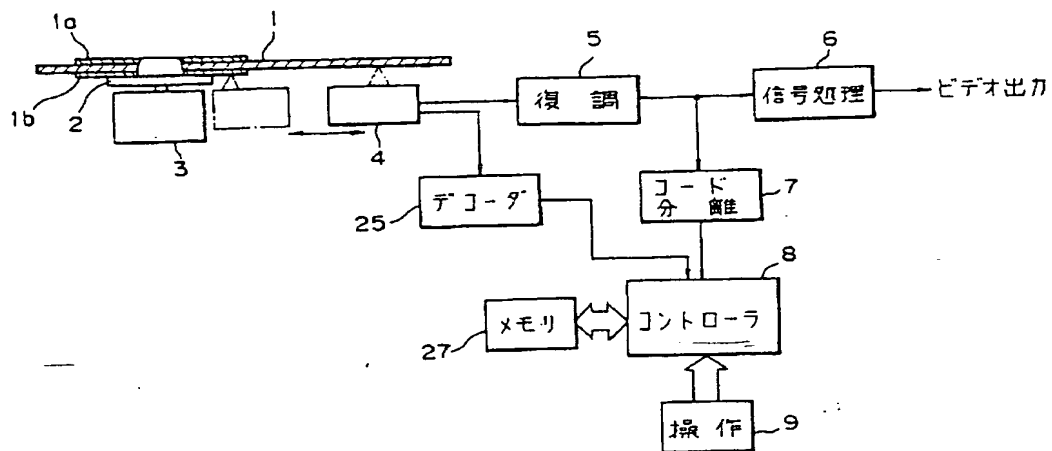 1a
1
1b
2
3
4
5
復調
6
信号処理
ビデオ出力
デコーダ
25
コード
分離
7
8
コントローラ
メモリ
27
操作
9